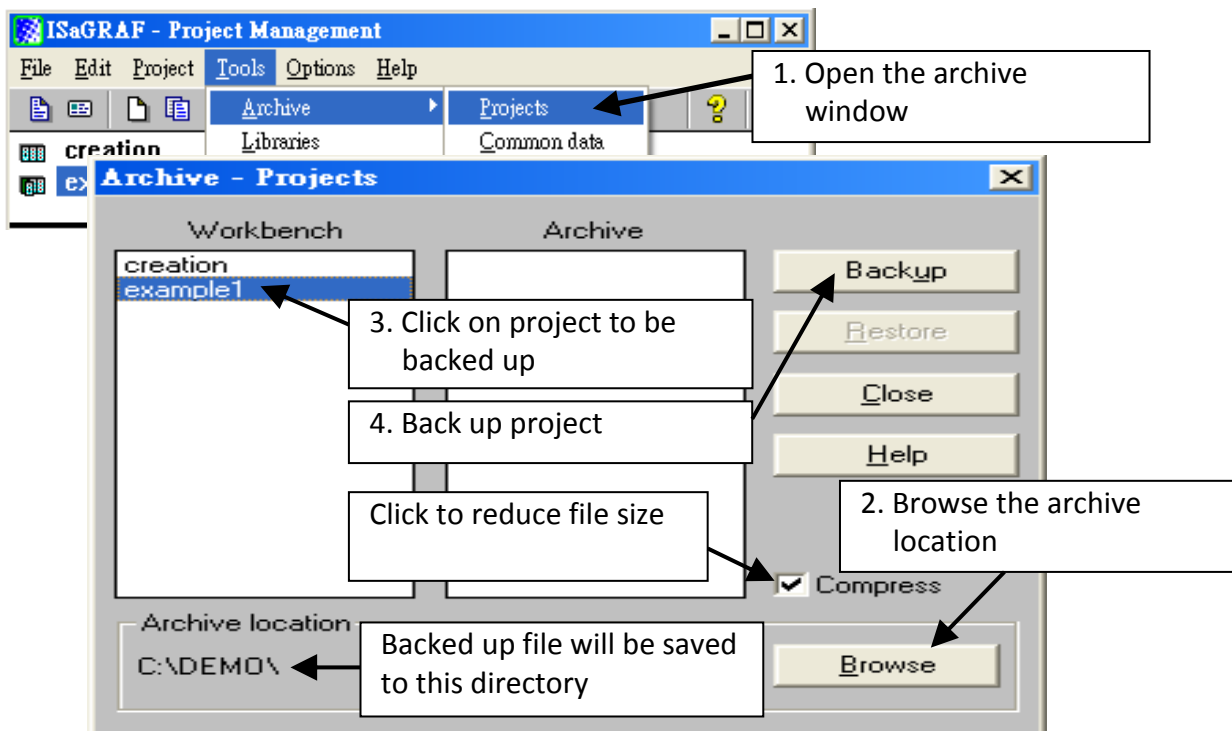 ISaGRAF - Project Management
File Edit Project Tools Options Help
1. Open the archive
window
Archive
Projects
Libraries
Common data
creation
ex
Archive - Projects
Workbench
Archive
creation
example1
Backup
3. Click on project to be
backed up
Restore
Close
4. Back up project
Help
Click to reduce file size
2. Browse the archive
location
Compress
Archive location
C:\DEMO\
Backed up file will be saved
to this directory
Browse